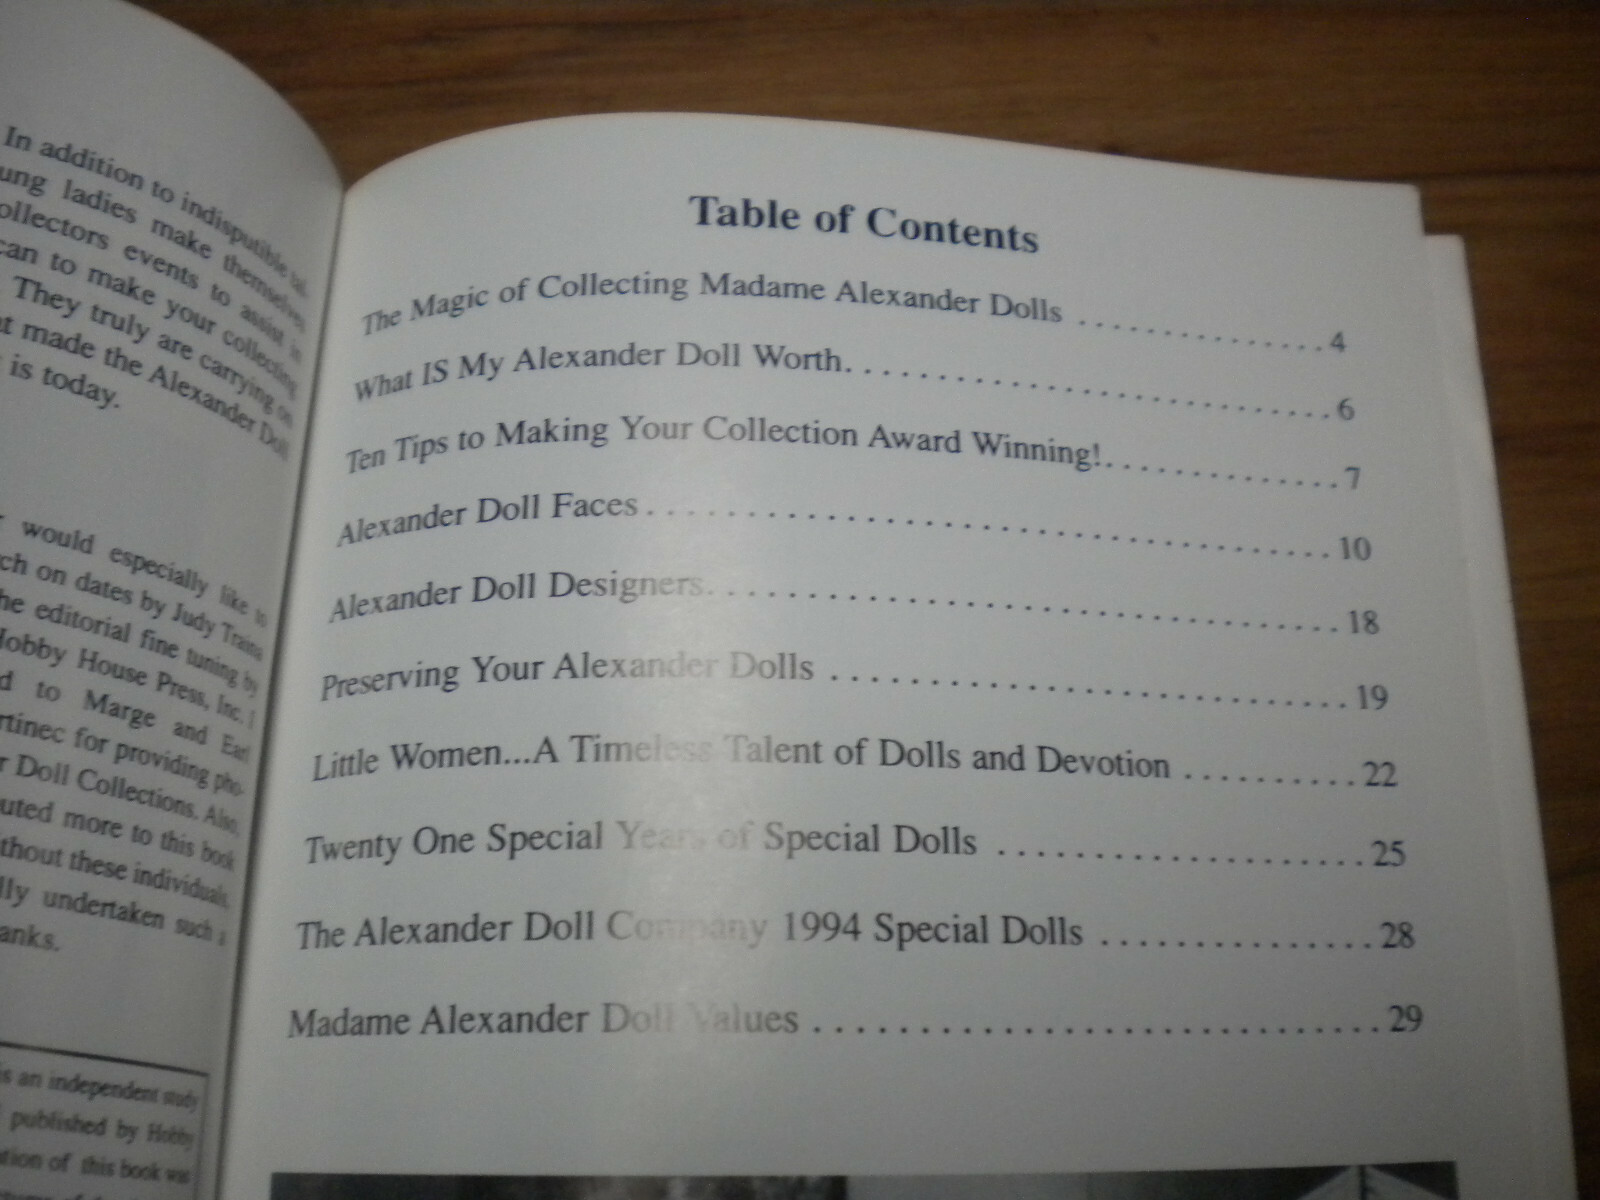 In addition to indisputible tal-
ung ladies make themselves
ollectors events to assist in
can to make your collecting
They truly are carrying on
at made the Alexander Doll
is today.
would especially like to
ch on dates by Judy Traina
he editorial fine tuning by
Hobby House Press, Inc. I
d to Marge and Earl
rtinec for providing pho-
r Doll Collections. Also,
uted more to this book
thout these individuals,
lly undertaken such a
anks.
is an independent study
published by Hobby
ation of this book was
Table of Contents
The Magic of Collecting Madame Alexander Dolls . . . . . . . . . . . . . . . . 4
What IS My Alexander Doll Worth. . . . . . . . . . . . . . . . . . . . . . . . . . . . . . 6
Ten Tips to Making Your Collection Award Winning!. . . . . . . . . . . . . . . 7
Alexander Doll Faces . . . . . . . . . . . . . . . . . . . . . . . . . . . . . . . . . . . . . . 10
Alexander Doll Designers. . . . . . . . . . . . . . . . . . . . . . . . . . . . . . . . . . . 18
Preserving Your Alexander Dolls . . . . . . . . . . . . . . . . . . . . . . . . . . . . . 19
Little Women...A Timeless Talent of Dolls and Devotion . . . . . . . . . . 22
Twenty One Special Years of Special Dolls . . . . . . . . . . . . . . . . . . . . . 25
The Alexander Doll Company 1994 Special Dolls . . . . . . . . . . . . . . . . 28
Madame Alexander Doll Values . . . . . . . . . . . . . . . . . . . . . . . . . . . . . . 29